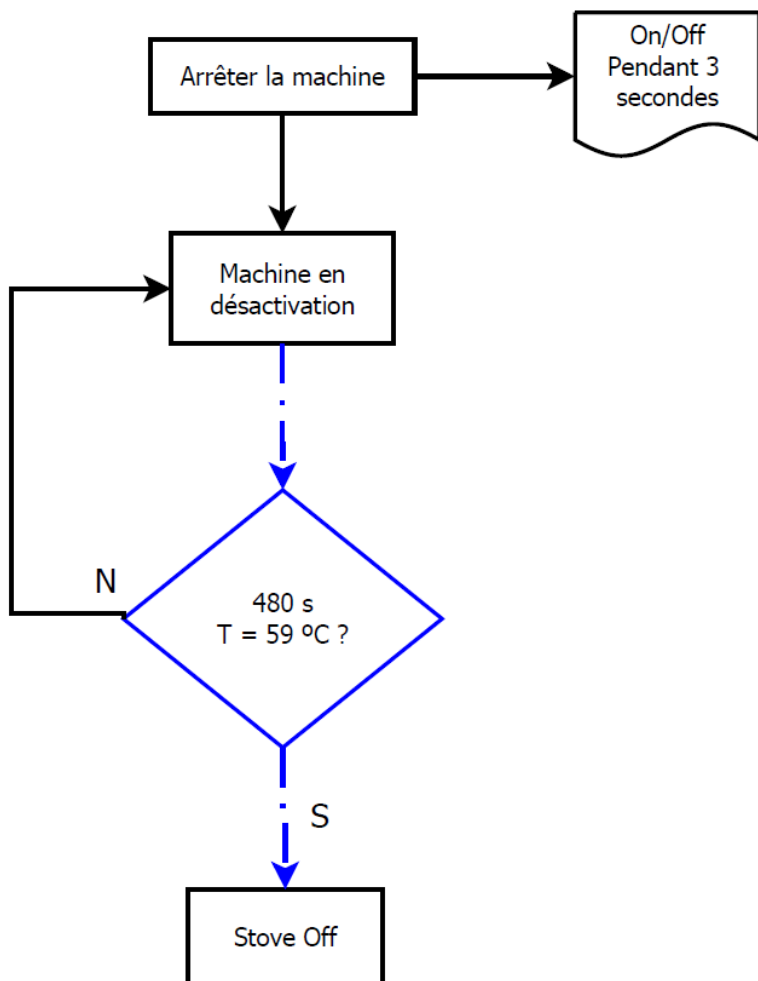 Arrêter la machine
On/Off
Pendant 3
secondes
Machine en
désactivation
N
480 s
T = 59 ºC ?
S
Stove Off